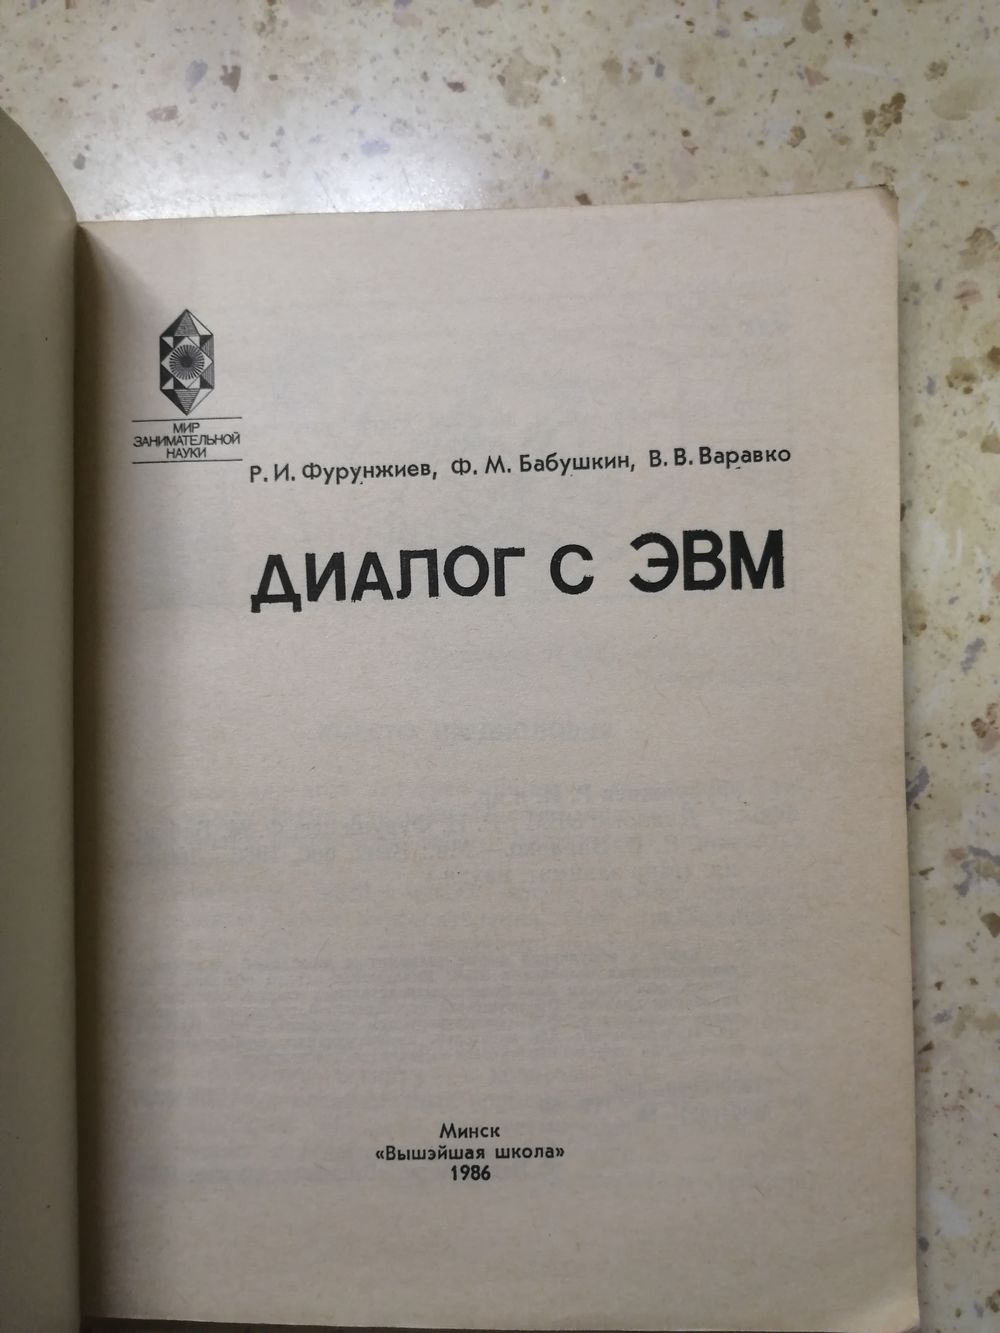 МИР
ЗАНИМАТЕЛЬНОЙ
НАУКИ
Р. И. Фурунжиев, Ф. М. Бабушкин, В. В. Варавко
ДИАЛОГ С ЭВМ
Минск
«Вышэйшая школа»
1986